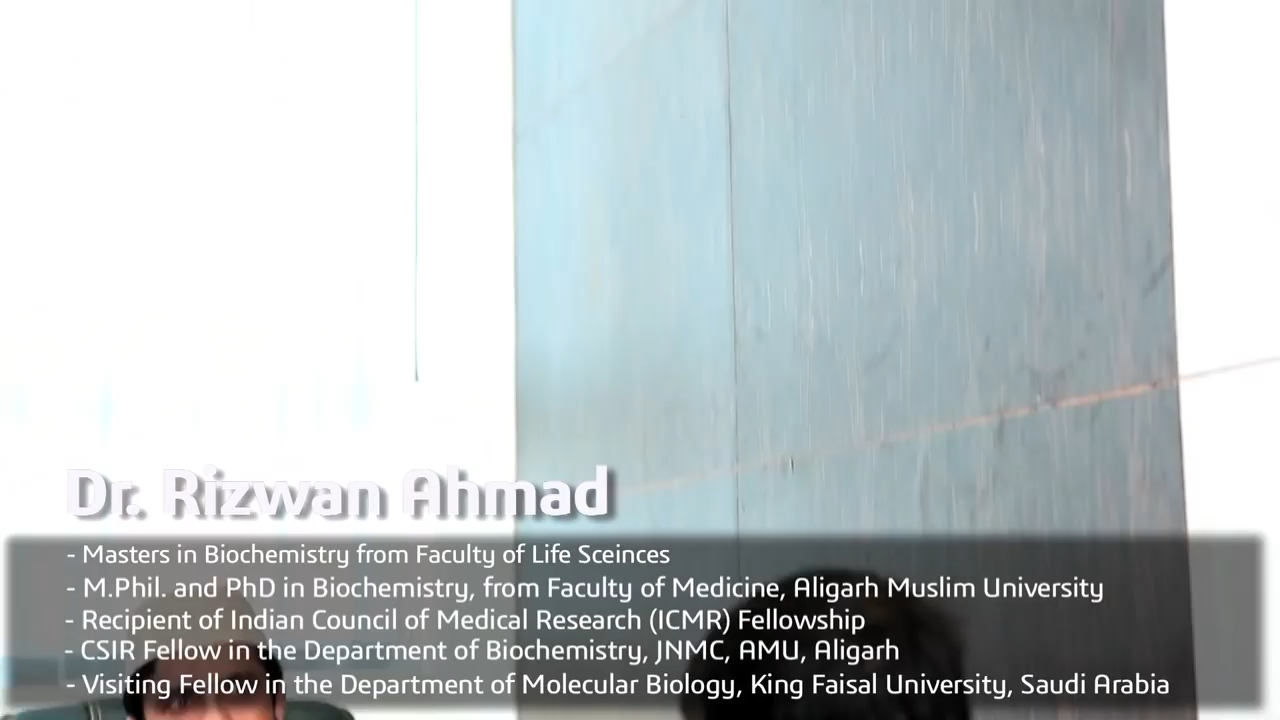 Dr. Rizwan Ahmad
- Masters in Biochemistry from Faculty of Life Sceinces
- M.Phil. and PhD in Biochemistry, from Faculty of Medicine, Aligarh Muslim University
- Recipient of Indian Council of Medical Research (ICMR) Fellowship
- CSIR Fellow in the Department of Biochemistry, JNMC, AMU, Aligarh
- Visiting Fellow in the Department of Molecular Biology, King Faisal University, Saudi Arabia